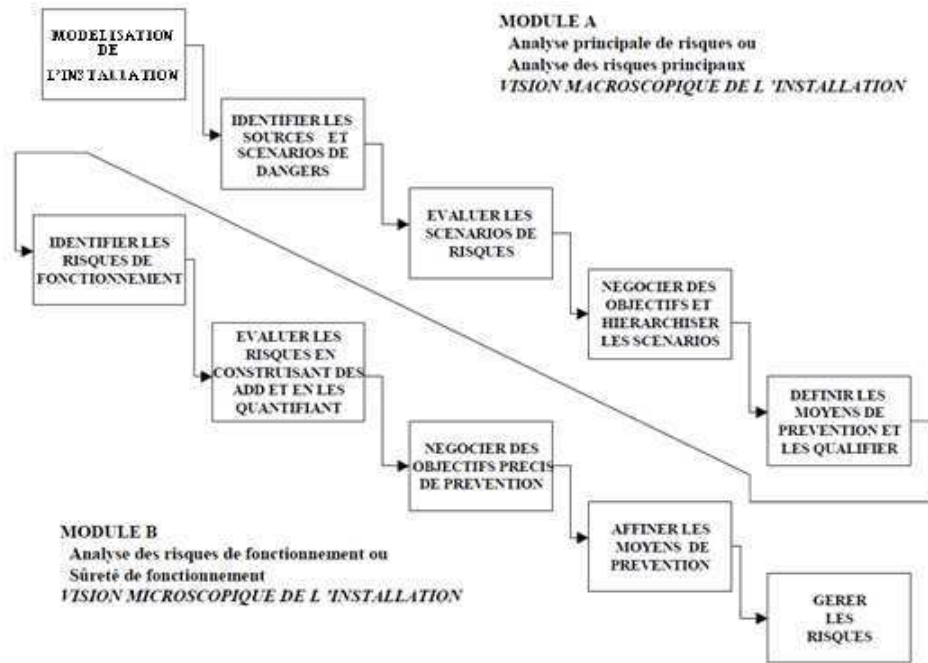 MODELISATION
DE
L'INSTALLATION
MODULE A
Analyse principale de risques ou
Analyse des risques principaux
VISION MACROSCOPIQUE DE L 'INSTALLATION
IDENTIFIER LES
SOURCES ET
SCENARIOS DE
DANGERS
EVALUER LES
SCENARIOS DE
RISQUES
NEGOCIER DES
OBJECTIFS ET
HIERARCHISER
LES SCENARIOS
DEFINIR LES
MOYENS DE
PREVENTION ET
LES QUALIFIER
IDENTIFIER LES
RISQUES DE
FONCTIONNEMENT
EVALUER LES
RISQUES EN
CONSTRUISANT DES
ADD ET EN LES
QUANTIFIANT
NEGOCIER DES
OBJECTIFS PRECIS
DE PREVENTION
AFFINER LES
MOYENS DE
PREVENTION
GERER
LES
RISQUES
MODULE B
Analyse des risques de fonctionnement ou
Sûreté de fonctionnement
VISION MICROSCOPIQUE DE L 'INSTALLATION